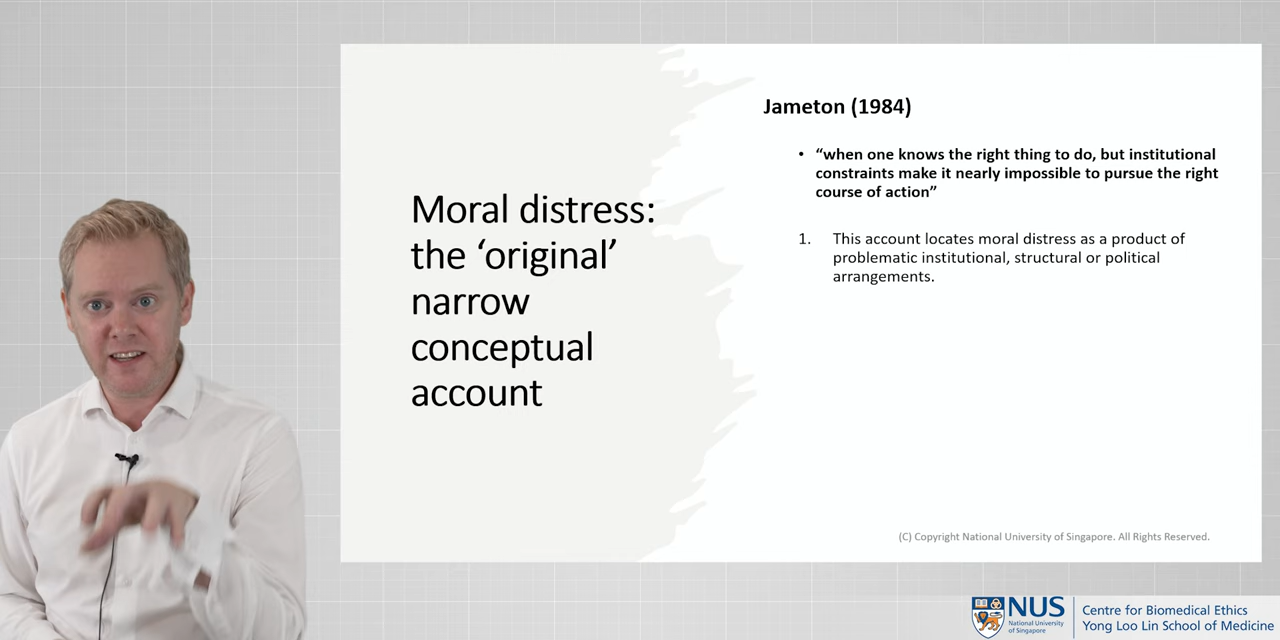 Moral distress:
the ‘original’
narrow
conceptual
account
Jameton (1984)
• “when one knows the right thing to do, but institutional
constraints make it nearly impossible to pursue the right
course of action”
1. This account locates moral distress as a product of
problematic institutional, structural or political
arrangements.
(C) Copyright National University of Singapore. All Rights Reserved.
NUS
National University
of Singapore
Centre for Biomedical Ethics
Yong Loo Lin School of Medicine